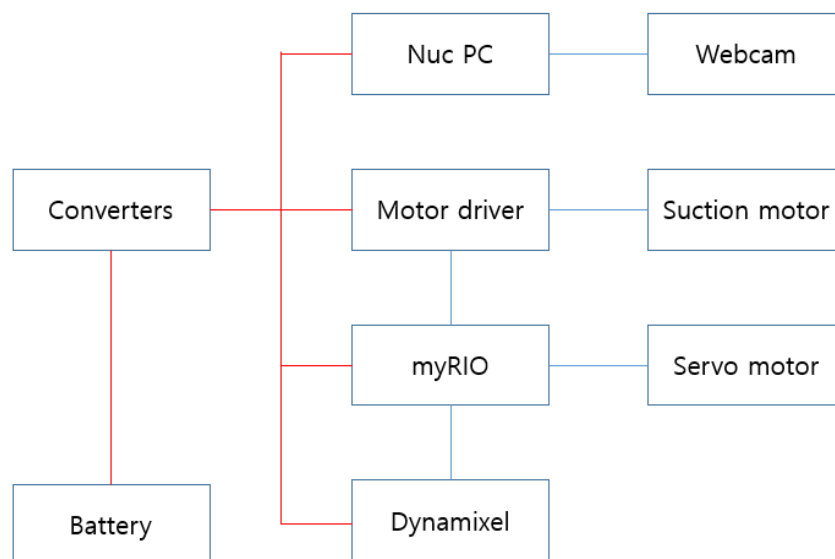 Nuc PC
Webcam
Converters
Motor driver
Suction motor
myRIO
Servo motor
Battery
Dynamixel